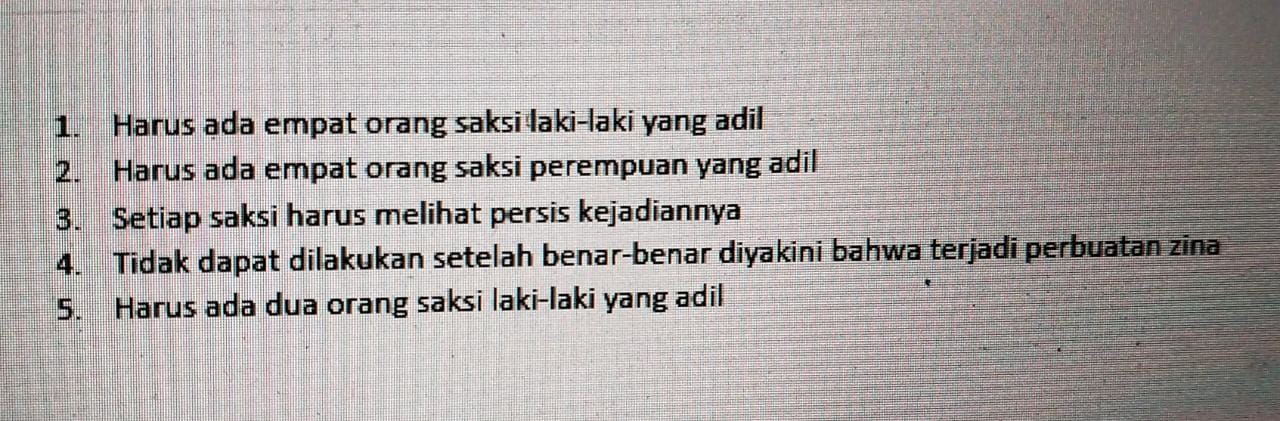 1. Harus ada empat orang saksi laki-laki yang adil
2. Harus ada empat orang saksi perempuan yang adil
3. Setiap saksi harus melihat persis kejadiannya
4. Tidak dapat dilakukan setelah benar-benar diyakini bahwa terjadi perbuatan zina
5. Harus ada dua orang saksi laki-laki yang adil